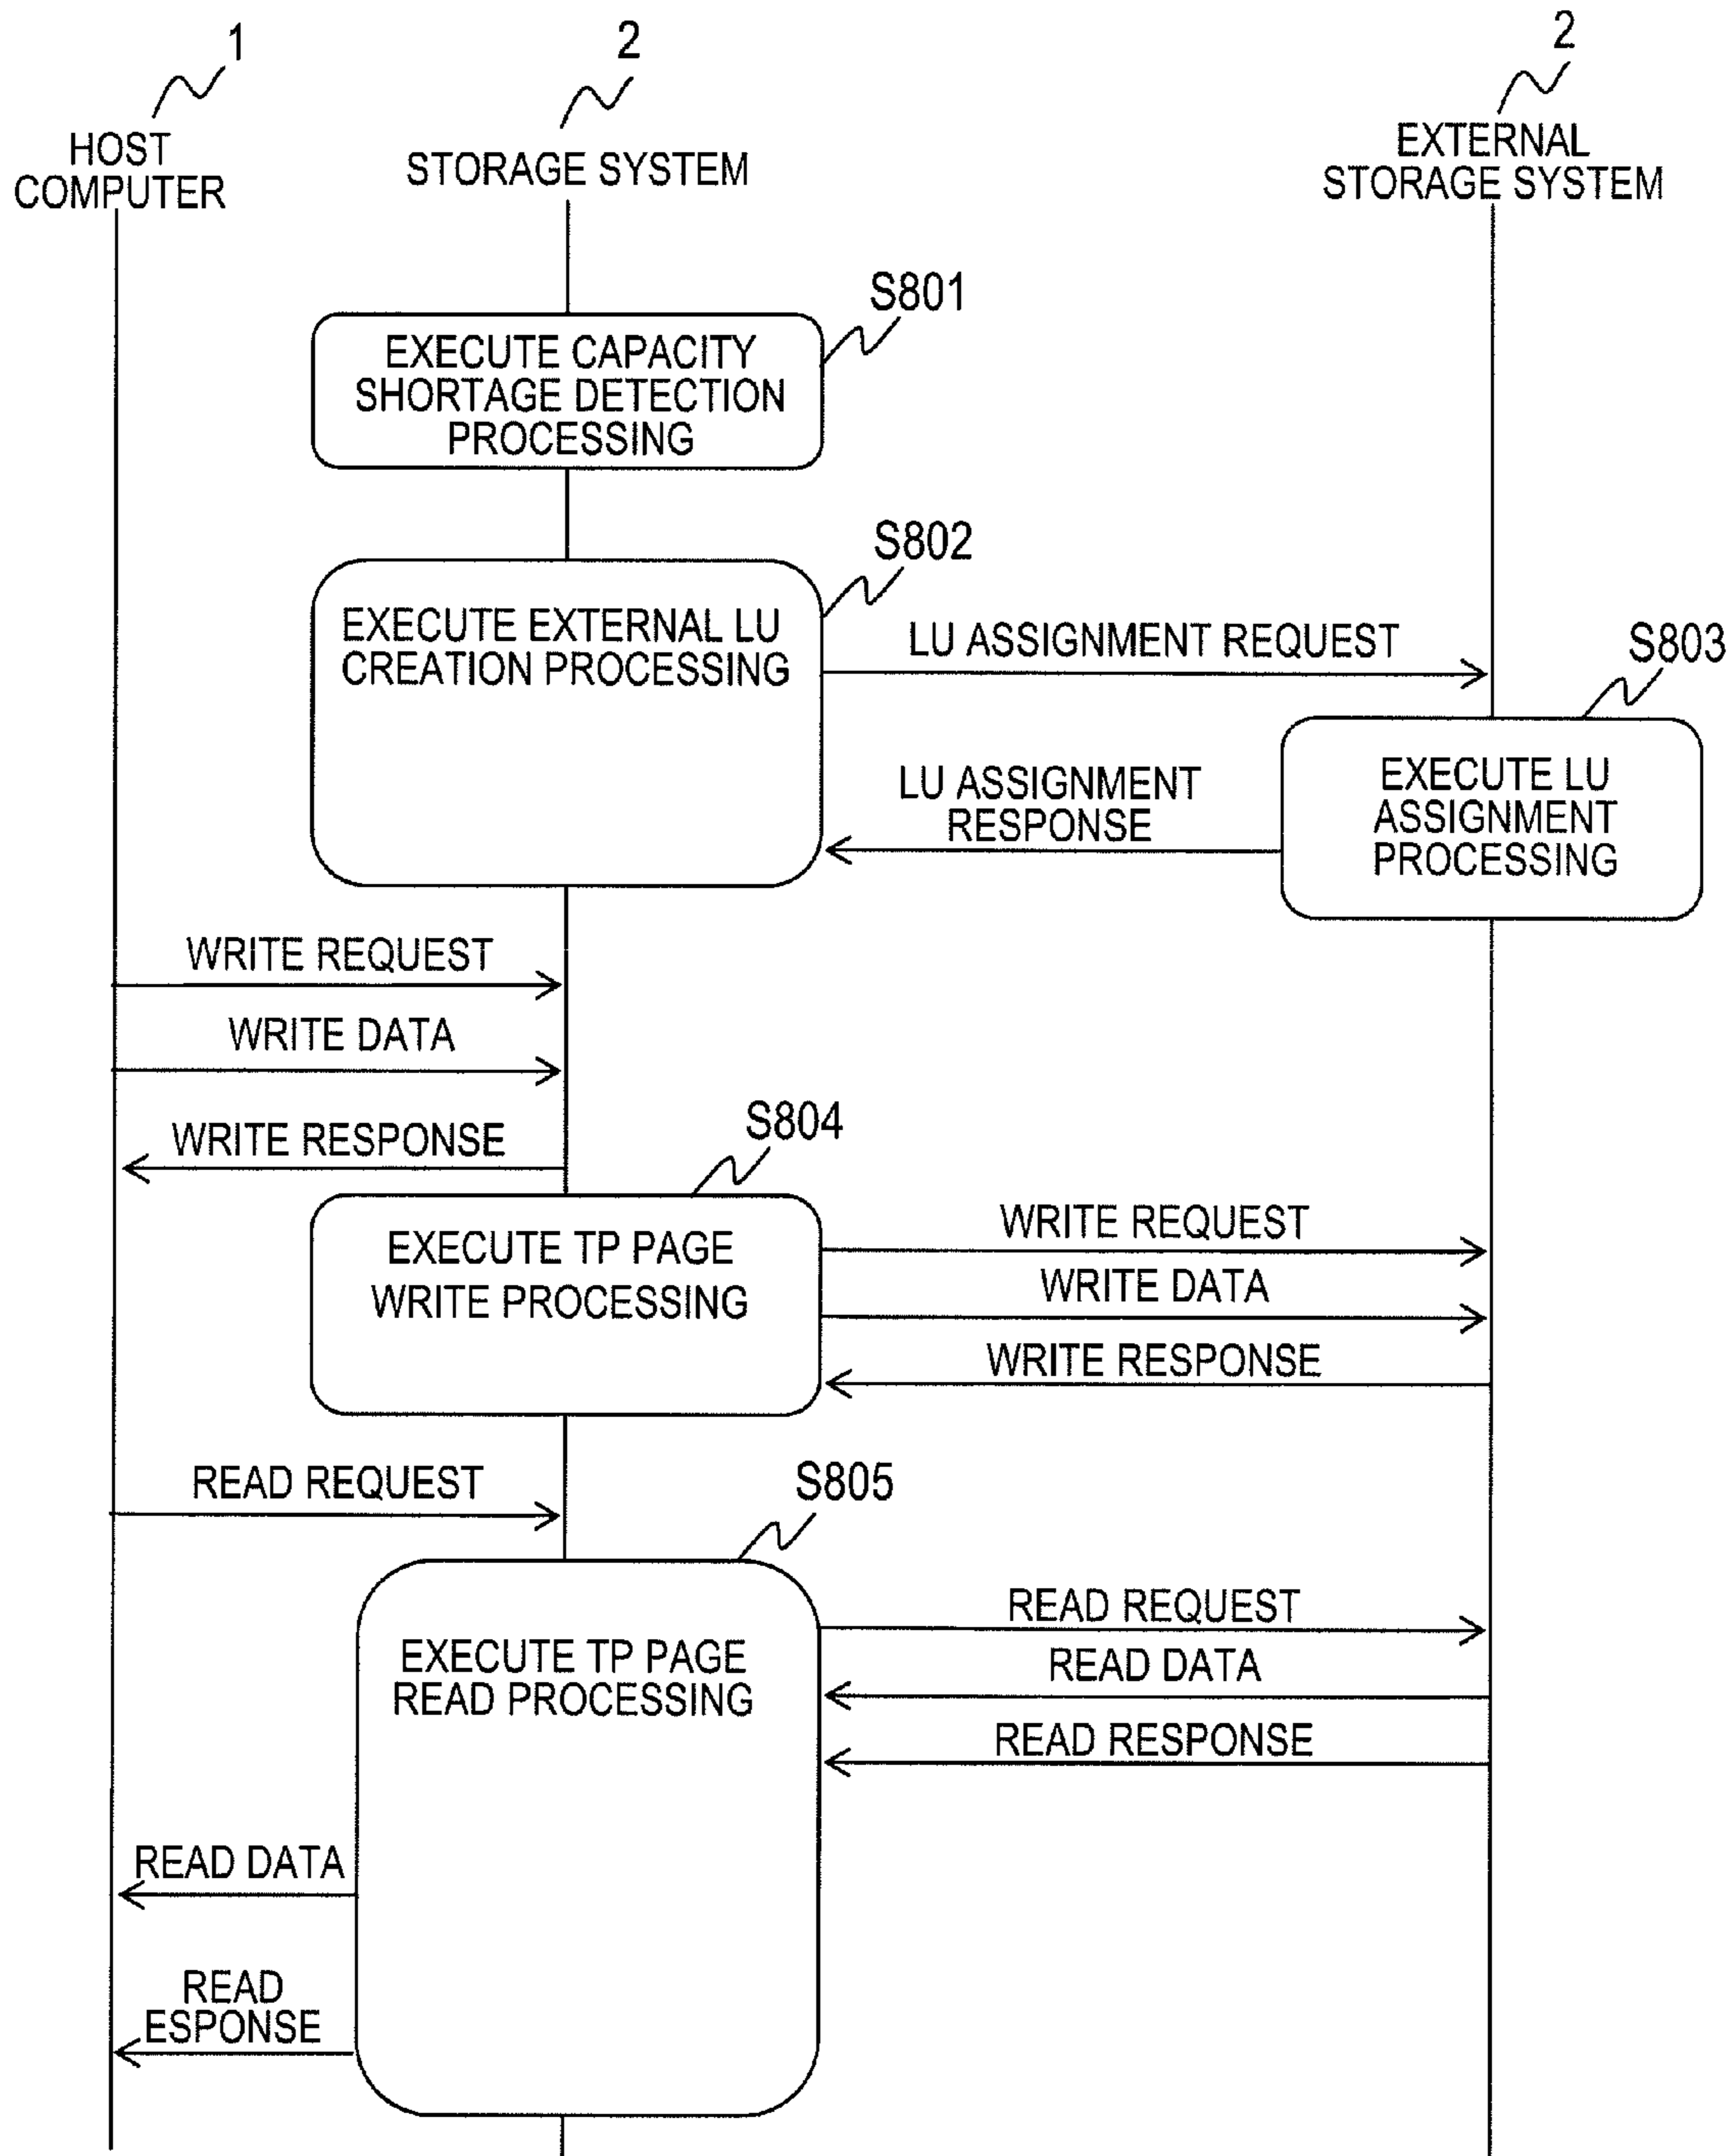 1
2
2
HOST
COMPUTER
STORAGE SYSTEM
EXTERNAL
STORAGE SYSTEM
S801
EXECUTE CAPACITY
SHORTAGE DETECTION
PROCESSING
S802
EXECUTE EXTERNAL LU
CREATION PROCESSING
LU ASSIGNMENT REQUEST
S803
LU ASSIGNMENT
RESPONSE
EXECUTE LU
ASSIGNMENT
PROCESSING
WRITE REQUEST
WRITE DATA
WRITE RESPONSE
S804
EXECUTE TP PAGE
WRITE PROCESSING
WRITE REQUEST
WRITE DATA
WRITE RESPONSE
READ REQUEST
S805
EXECUTE TP PAGE
READ PROCESSING
READ REQUEST
READ DATA
READ RESPONSE
READ DATA
READ
ESPONSE